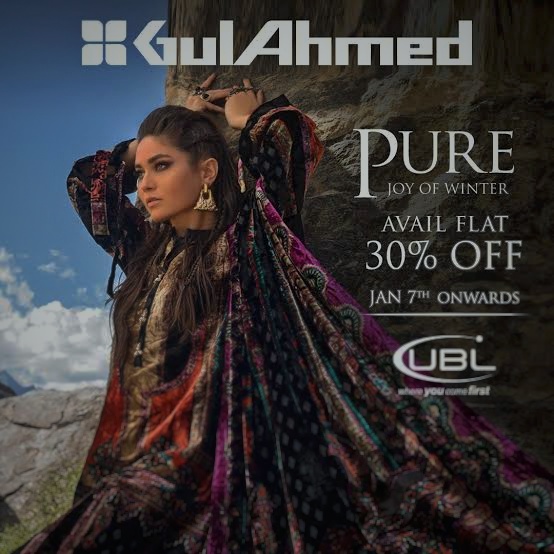 GulAhmed
PURE
JOY OF WINTER
AVAIL FLAT
30% OFF
JAN 7TH ONWARDS
UBL
where you come first